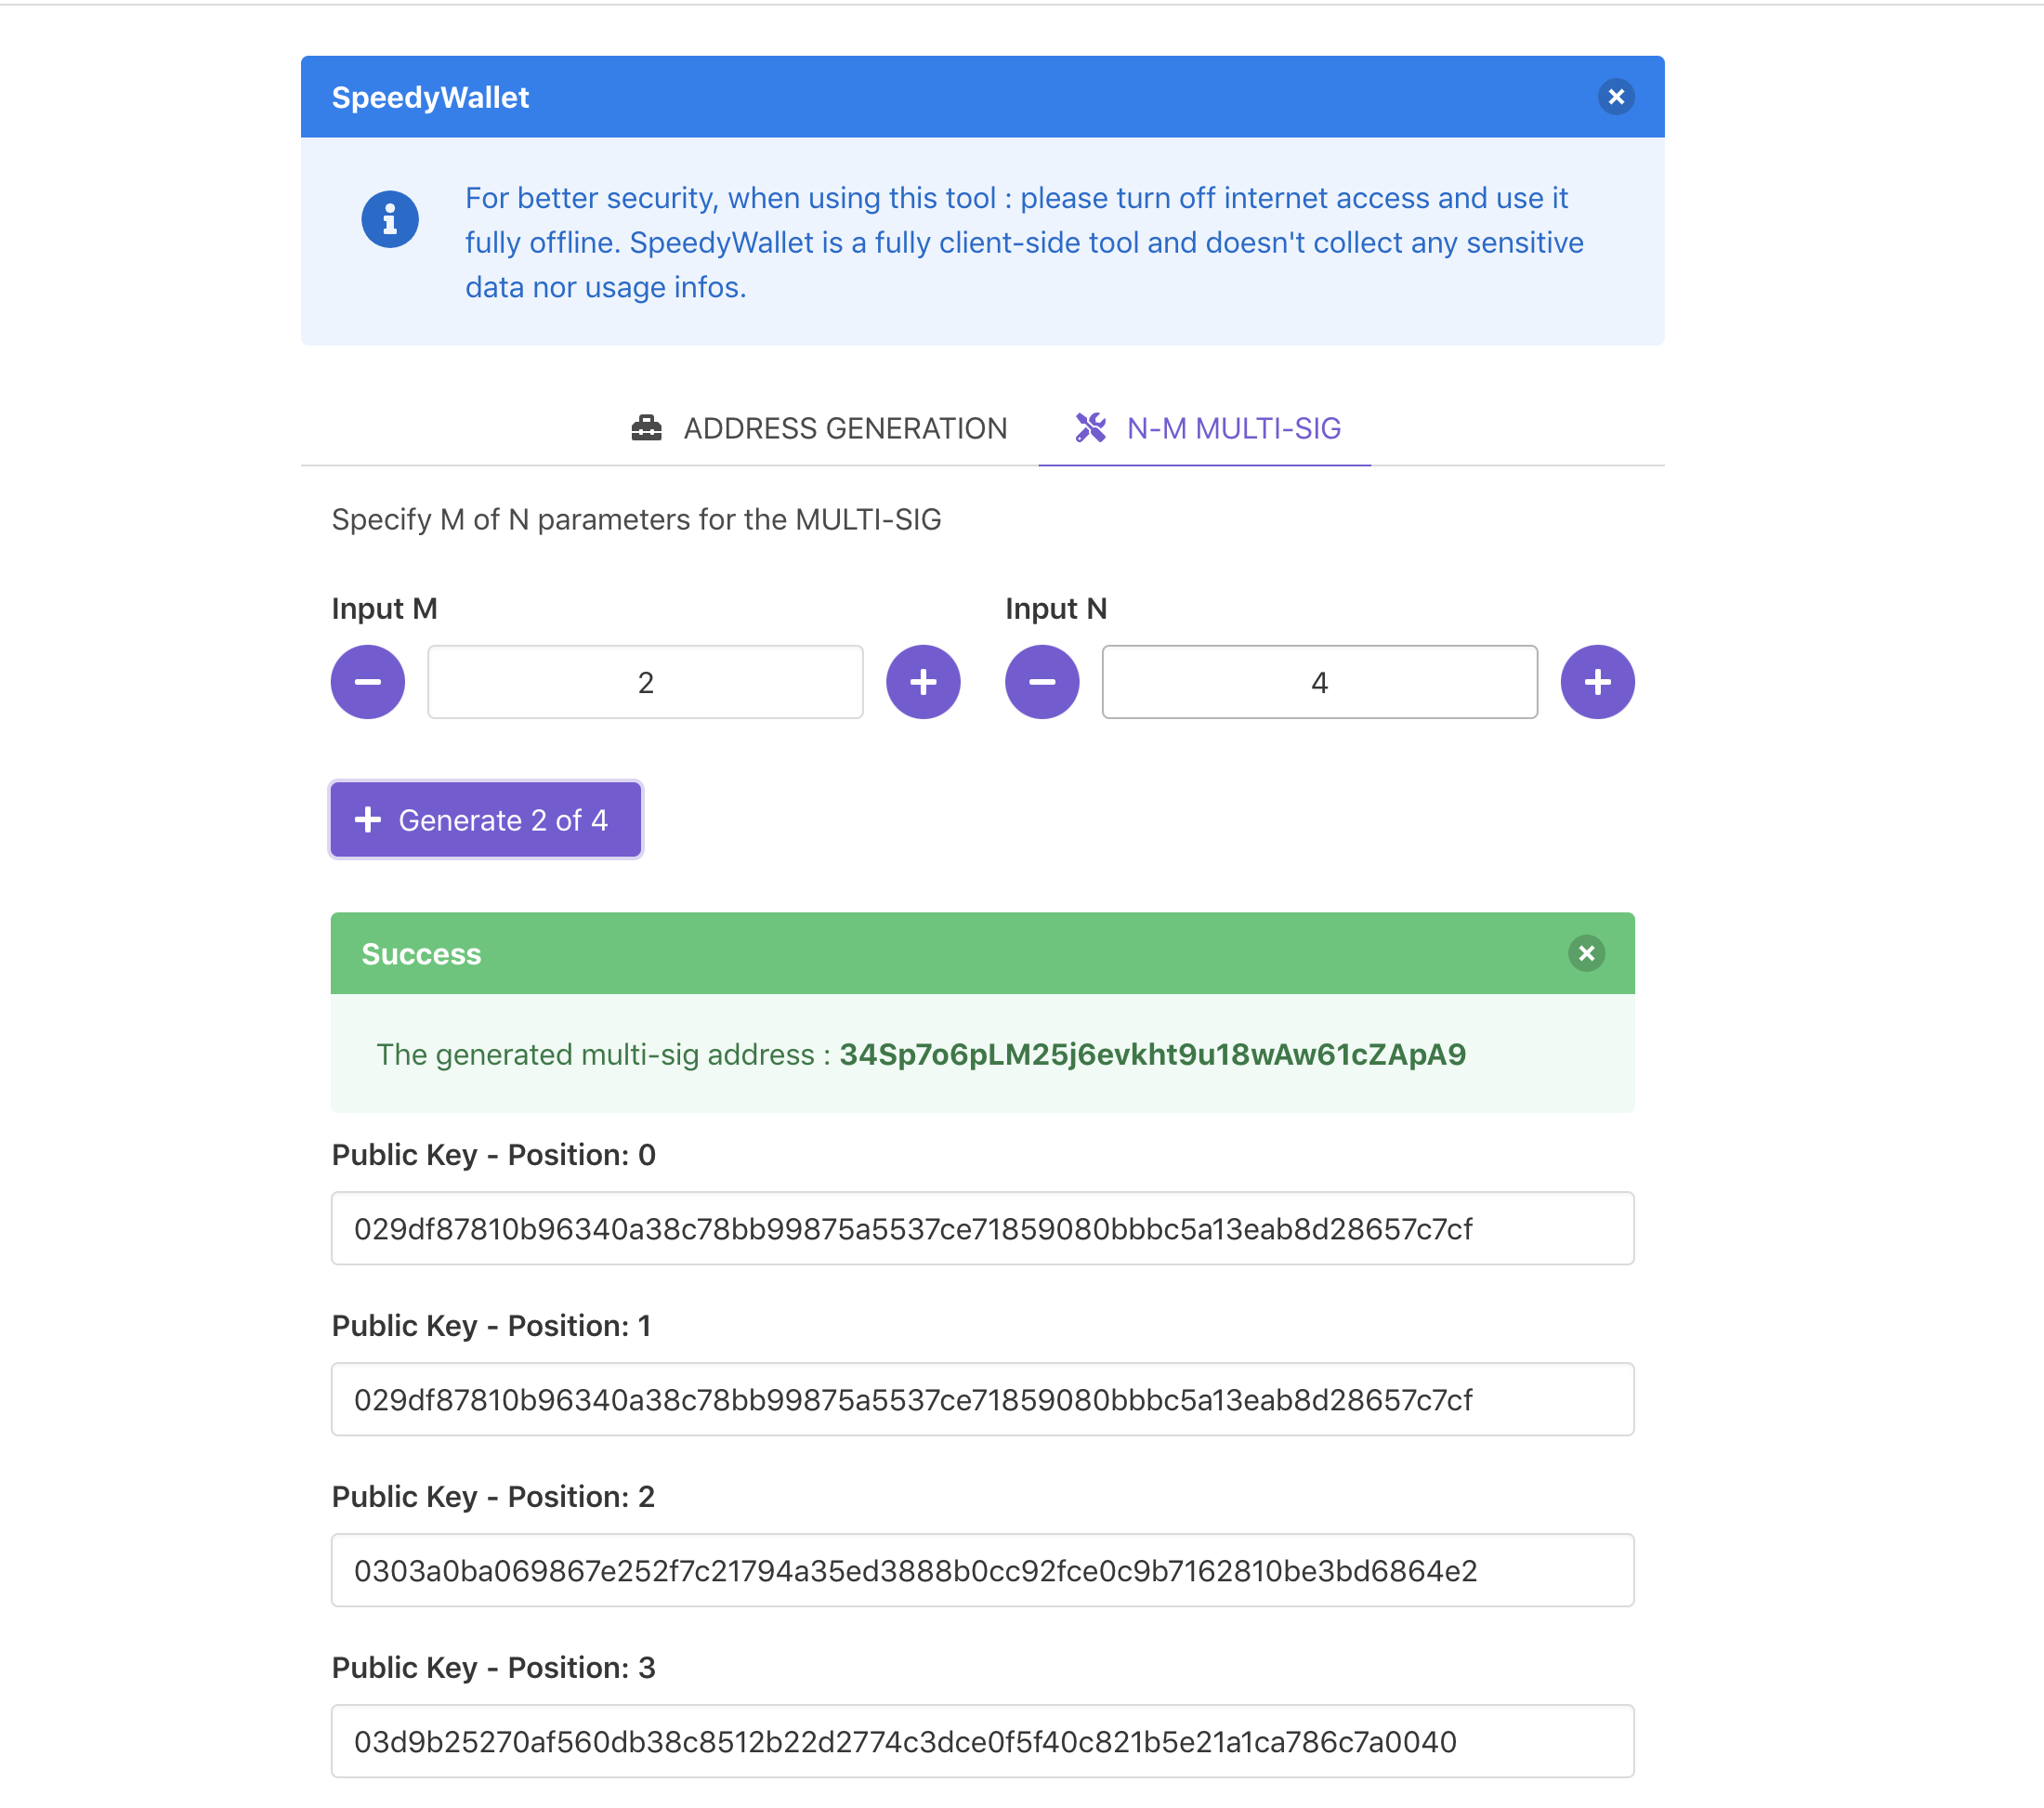 SpeedyWallet
For better security, when using this tool : please turn off internet access and use it
fully offline. SpeedyWallet is a fully client-side tool and doesn't collect any sensitive
data nor usage infos.
ADDRESS GENERATION
N-M MULTI-SIG
Specify M of N parameters for the MULTI-SIG
Input M
Input N
2
4
Generate 2 of 4
Success
The generated multi-sig address : 34Sp7o6pLM25j6evkht9u18wAw61cZApA9
Public Key - Position: 0
029df87810b96340a38c78bb99875a5537ce71859080bbbc5a13eab8d28657c7cf
Public Key - Position: 1
029df87810b96340a38c78bb99875a5537ce71859080bbbc5a13eab8d28657c7cf
Public Key - Position: 2
0303a0ba069867e252f7c21794a35ed3888b0cc92fce0c9b7162810be3bd6864e2
Public Key - Position: 3
03d9b25270af560db38c8512b22d2774c3dce0f5f40c821b5e21a1ca786c7a0040